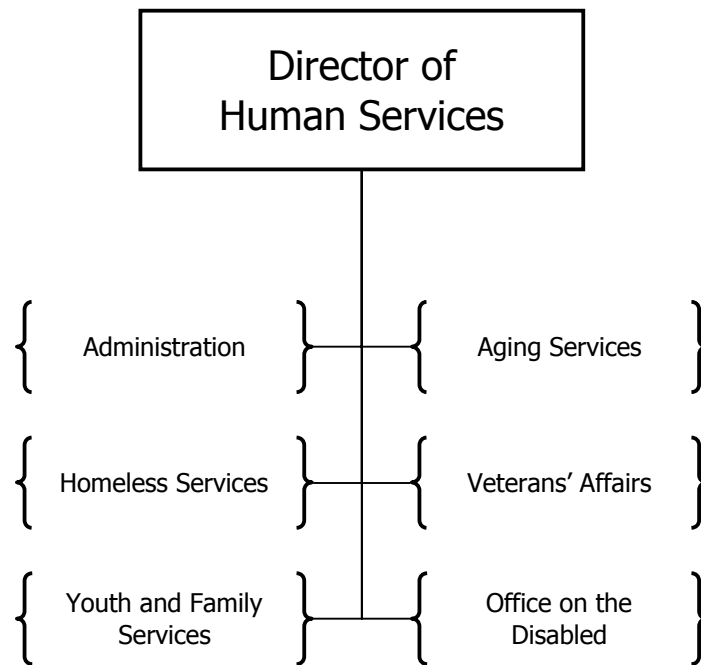 Director of
Human Services
Administration
Aging Services
Homeless Services
Veterans’ Affairs
Youth and Family
Services
Office on the
Disabled